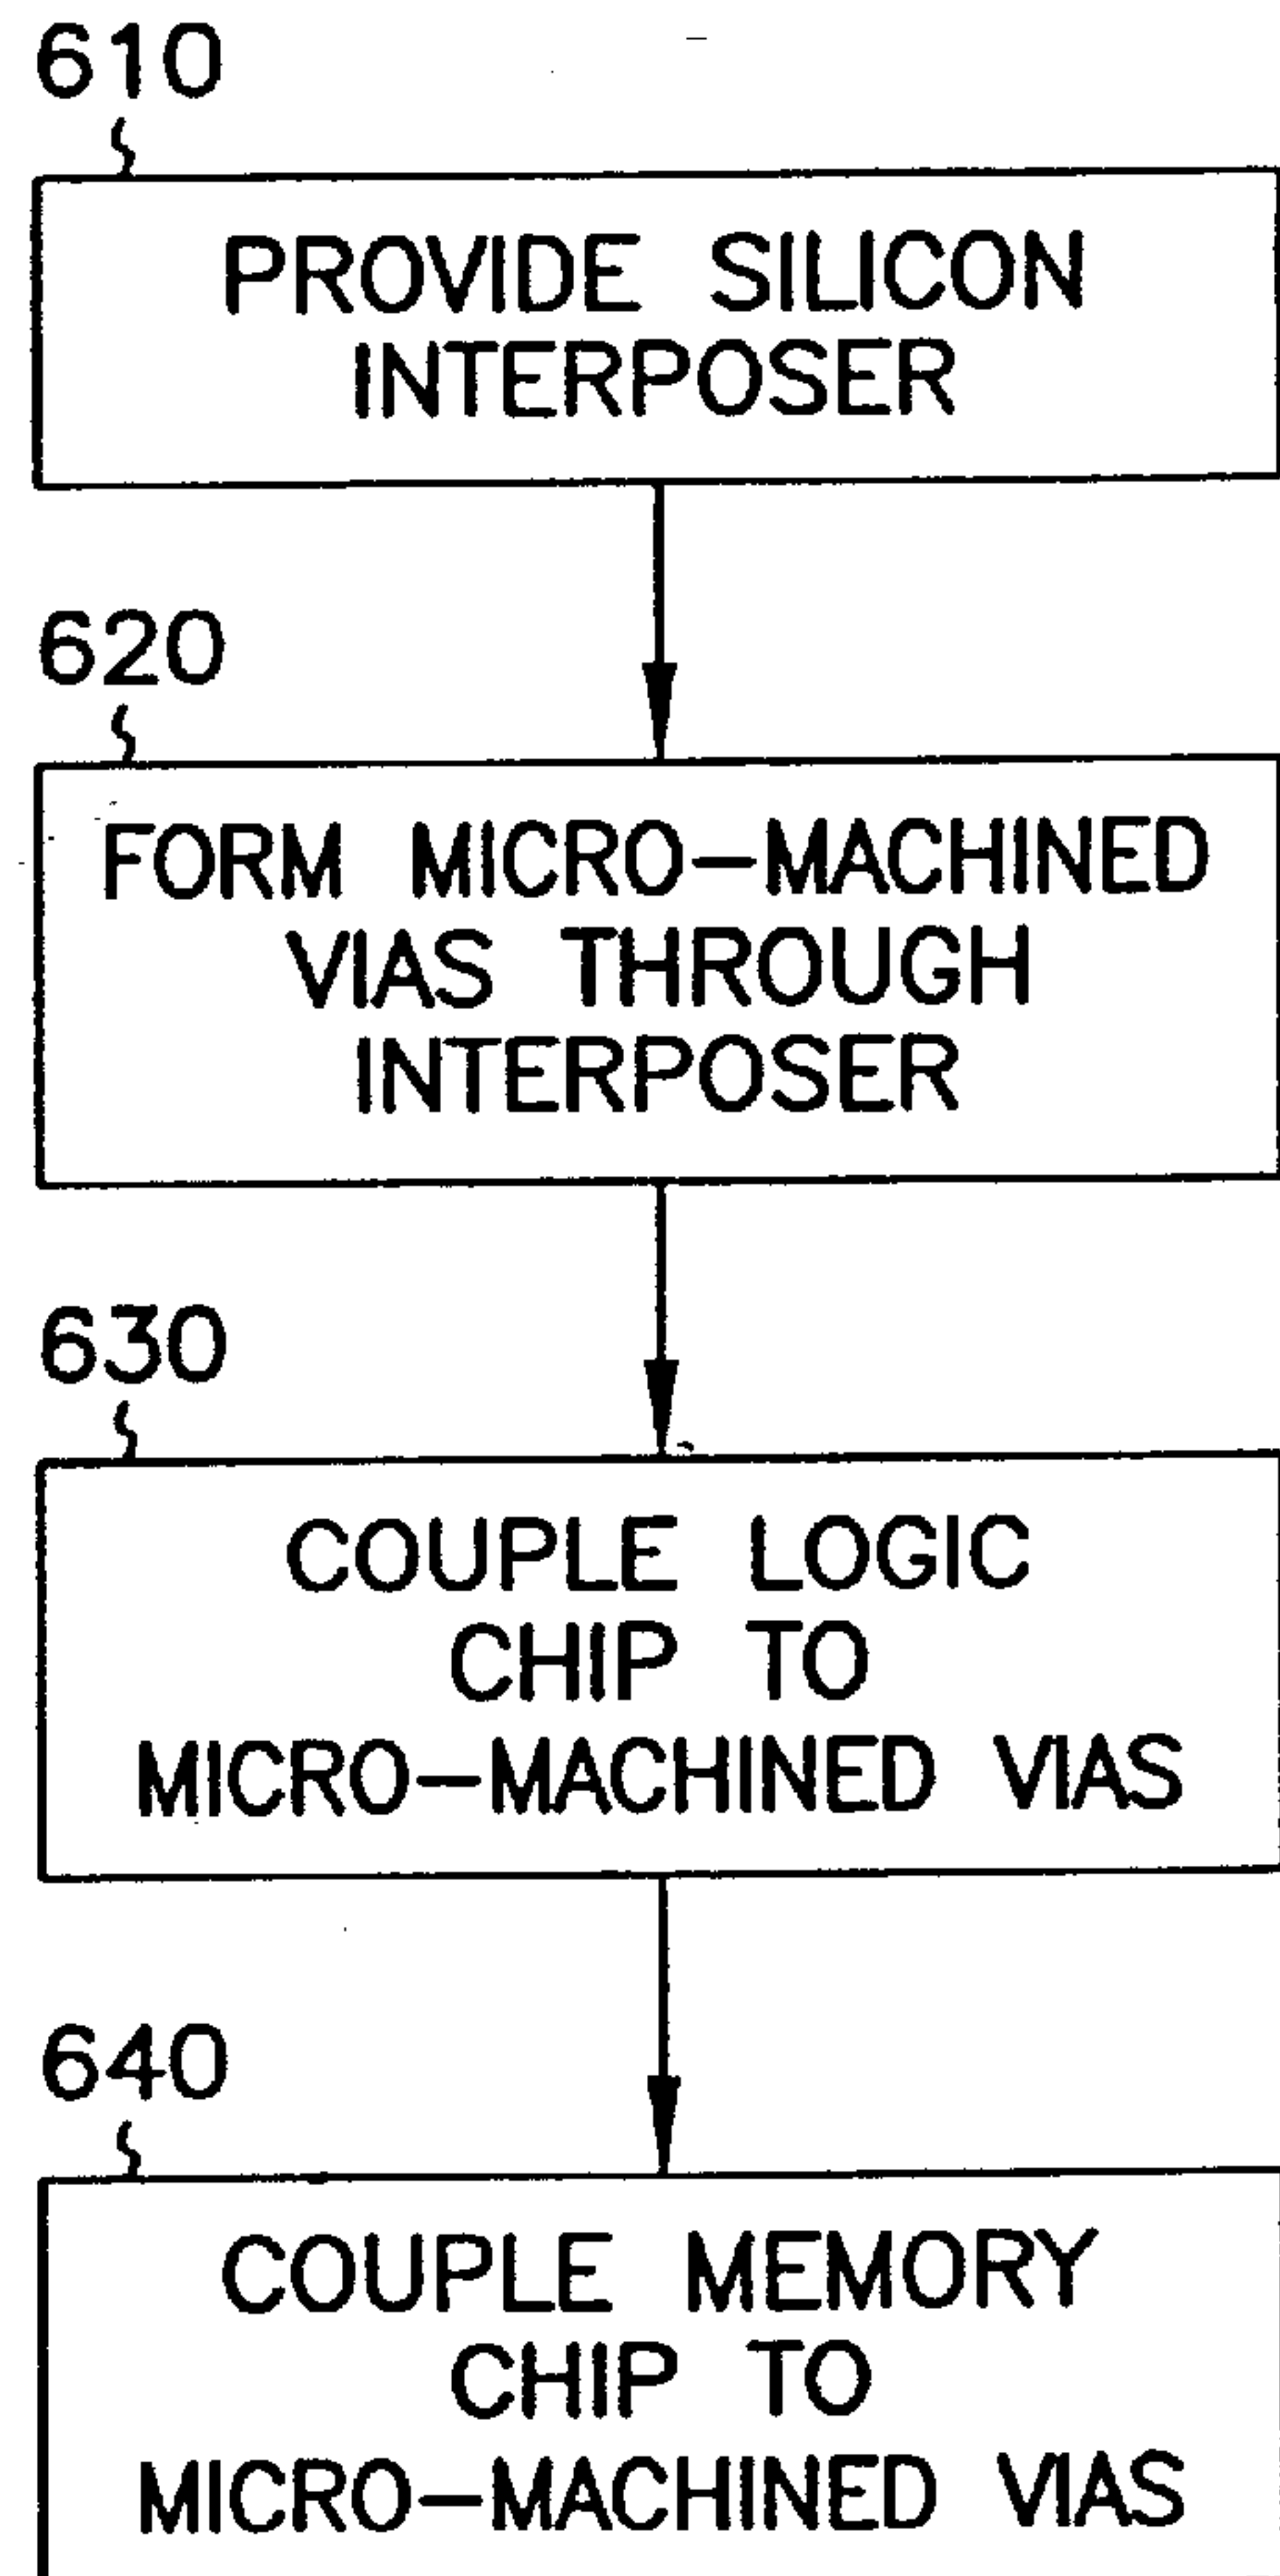 610
PROVIDE SILICON
INTERPOSER
620
FORM MICRO-MACHINED
VIAS THROUGH
INTERPOSER
630
COUPLE LOGIC
CHIP TO
MICRO-MACHINED VIAS
640
COUPLE MEMORY
CHIP TO
MICRO-MACHINED VIAS